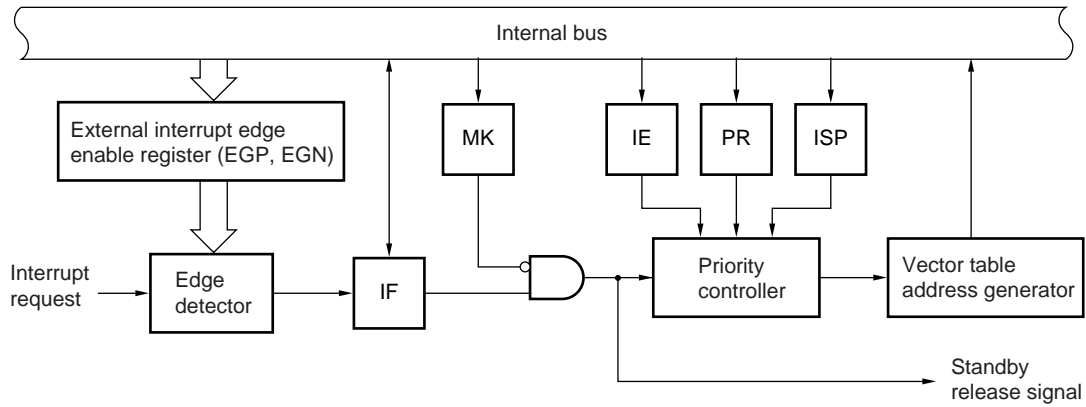 Internal bus
External interrupt edge
enable register (EGP, EGN)
MK
IE
PR
ISP
Interrupt
request
Edge
detector
IF
Priority
controller
Vector table
address generator
Standby
release signal